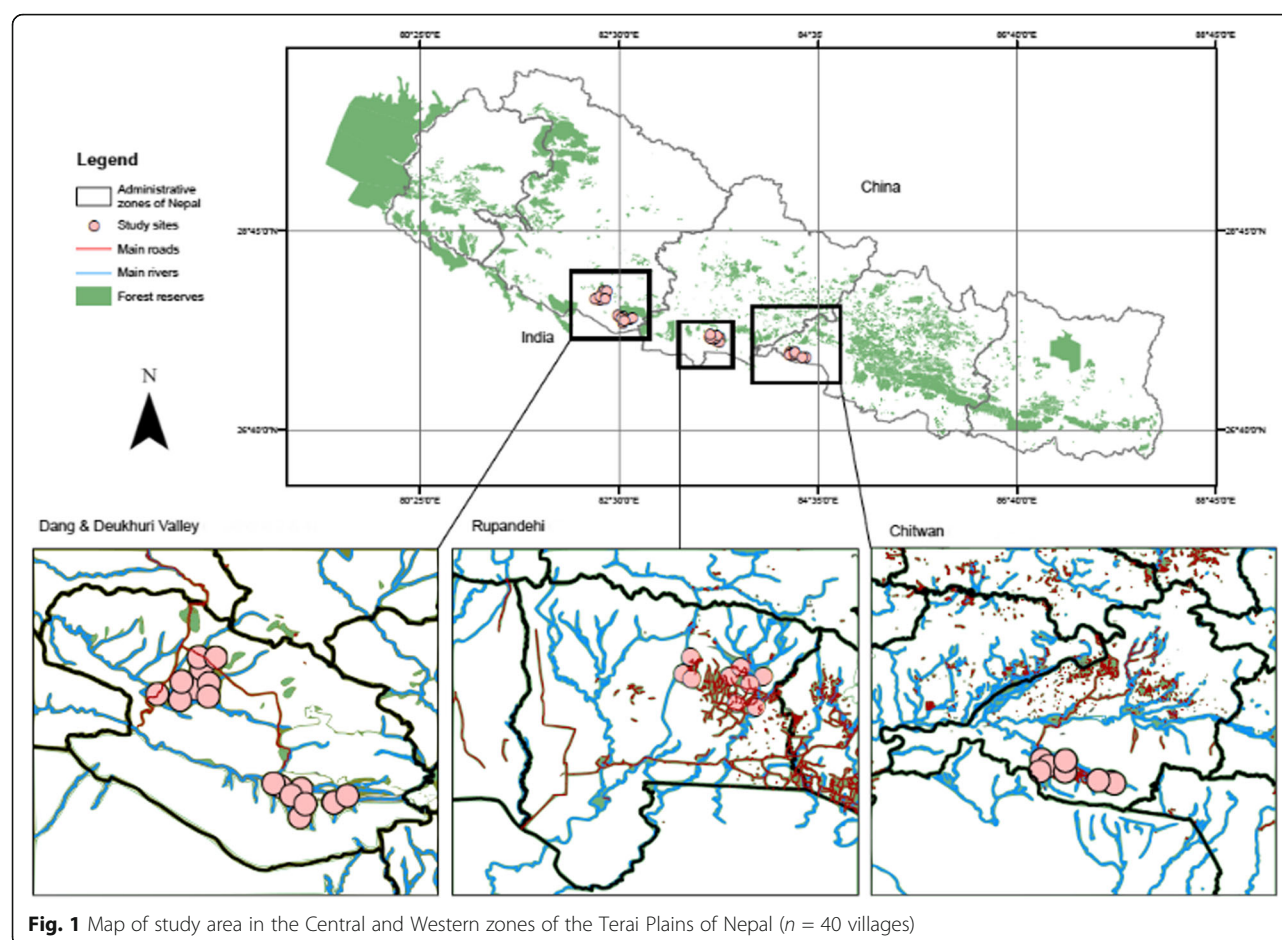 80°25'0"E 82°30'0"E 84°35' 86°40'0"E 88°45'0"E
Legend
Administrative
zones of Nepal
Study sites
Main roads
Main rivers
Forest reserves
China
28°45'0"N 28°45'0"N
India
N
26°40'0"N 26°40'0"N
80°25'0"E 82°30'0"E 84°35'0"E 86°40'0"E 88°45'0"E
Dang & Deukhuri Valley Rupandehi Chitwan
Fig. 1 Map of study area in the Central and Western zones of the Terai Plains of Nepal (n = 40 villages)